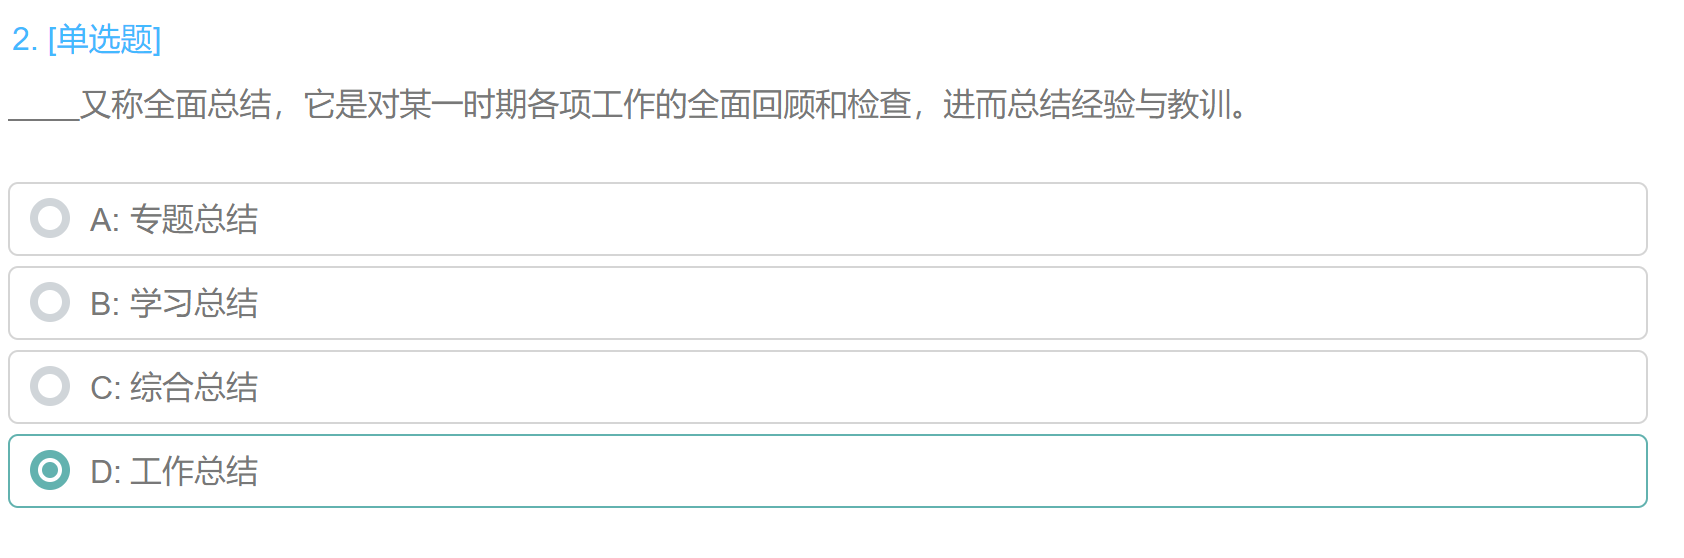 2. [单选题]
____又称全面总结，它是对某一时期各项工作的全面回顾和检查，进而总结经验与教训。
A: 专题总结
B: 学习总结
C: 综合总结
D: 工作总结